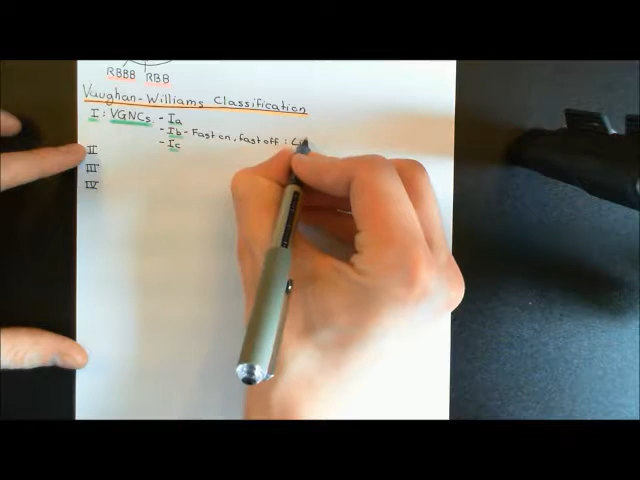 RBBB RBB
Vaughan-Williams Classification
I: VGNCs - Ia
- Ib - Fast on, fast off :
- Ic
II
III
IV